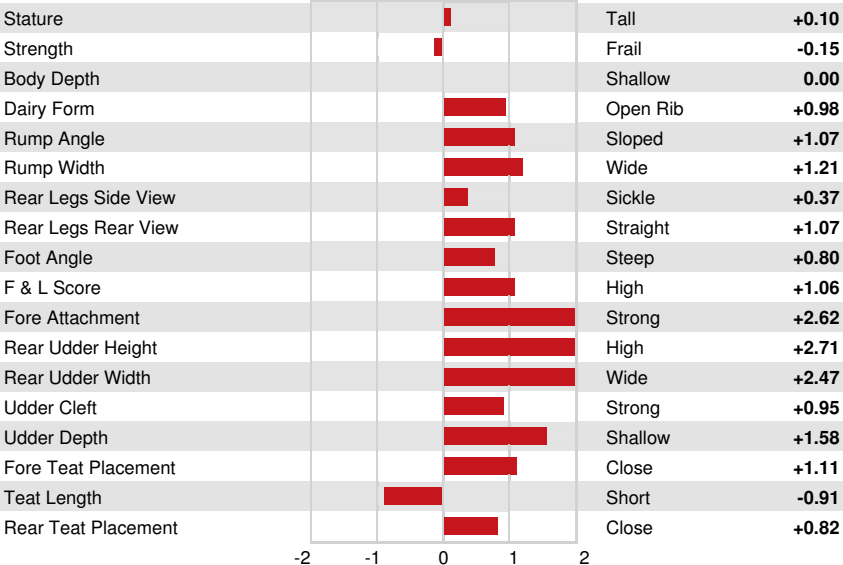 Stature Tall +0.10
Strength Frail -0.15
Body Depth Shallow 0.00
Dairy Form Open Rib +0.98
Rump Angle Sloped +1.07
Rump Width Wide +1.21
Rear Legs Side View Sickle +0.37
Rear Legs Rear View Straight +1.07
Foot Angle Steep +0.80
F & L Score High +1.06
Fore Attachment Strong +2.62
Rear Udder Height High +2.71
Rear Udder Width Wide +2.47
Udder Cleft Strong +0.95
Udder Depth Shallow +1.58
Fore Teat Placement Close +1.11
Teat Length Short -0.91
Rear Teat Placement Close +0.82
-2 -1 0 1 2